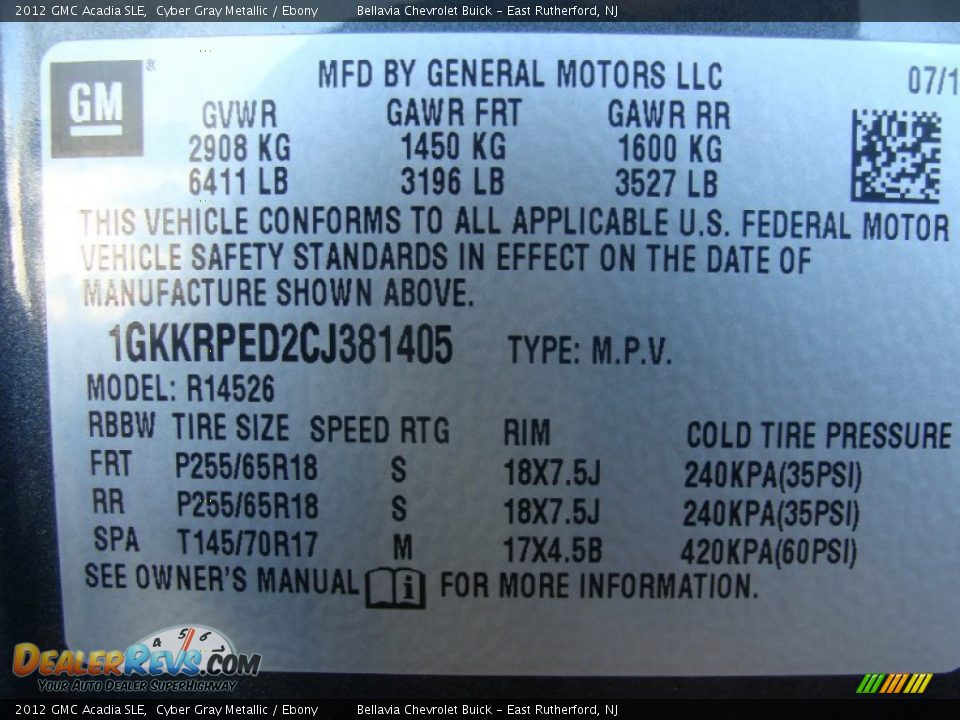 2012 GMC Acadia SLE,  Cyber Gray Metallic / Ebony    Bellavia Chevrolet Buick - East Rutherford, NJ
GM ®
MFD BY GENERAL MOTORS LLC 07/1
GVWR GAWR FRT GAWR RR
2908 KG 1450 KG 1600 KG
6411 LB 3196 LB 3527 LB
THIS VEHICLE CONFORMS TO ALL APPLICABLE U.S. FEDERAL MOTOR
VEHICLE SAFETY STANDARDS IN EFFECT ON THE DATE OF
MANUFACTURE SHOWN ABOVE.
1GKKRPED2CJ381405 TYPE: M.P.V.
MODEL: R14526
RBBW TIRE SIZE SPEED RTG RIM COLD TIRE PRESSURE
FRT P255/65R18 S 18X7.5J 240KPA(35PSI)
RR P255/65R18 S 18X7.5J 240KPA(35PSI)
SPA T145/70R17 M 17X4.5B 420KPA(60PSI)
SEE OWNER'S MANUAL i FOR MORE INFORMATION.
4 5 6 7
DEALERREVS.COM
YOUR AUTO DEALER SUPERHIGHWAY
2012 GMC Acadia SLE,  Cyber Gray Metallic / Ebony    Bellavia Chevrolet Buick - East Rutherford, NJ